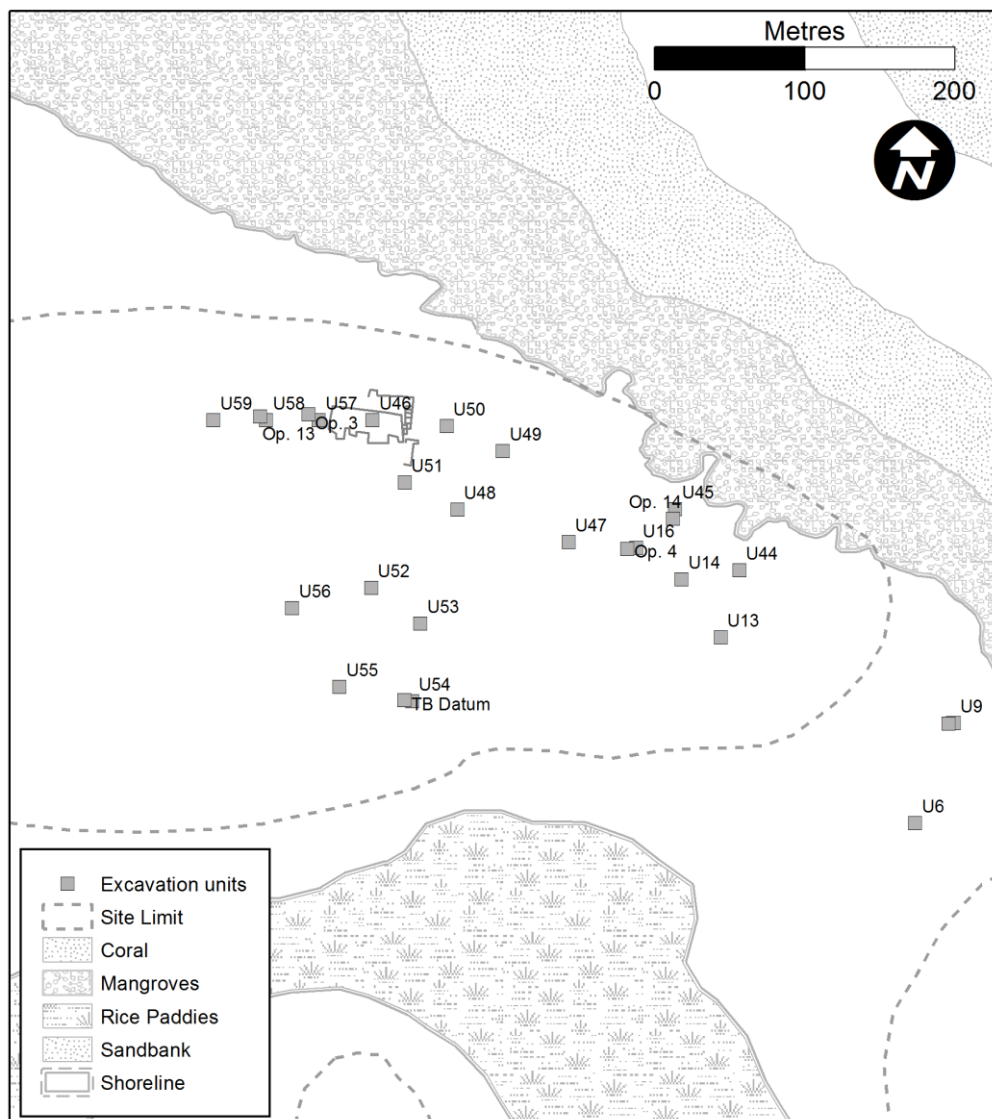 Metres
0 100 200
N
U59
U58
U57
U46
U50
Op. 13
Op. 3
U49
U51
U48
U45
Op. 14
U47
U16
Op. 4
U14
U44
U52
U56
U53
U13
U55
U54
TB Datum
U9
U6
Excavation units
Site Limit
Coral
Mangroves
Rice Paddies
Sandbank
Shoreline